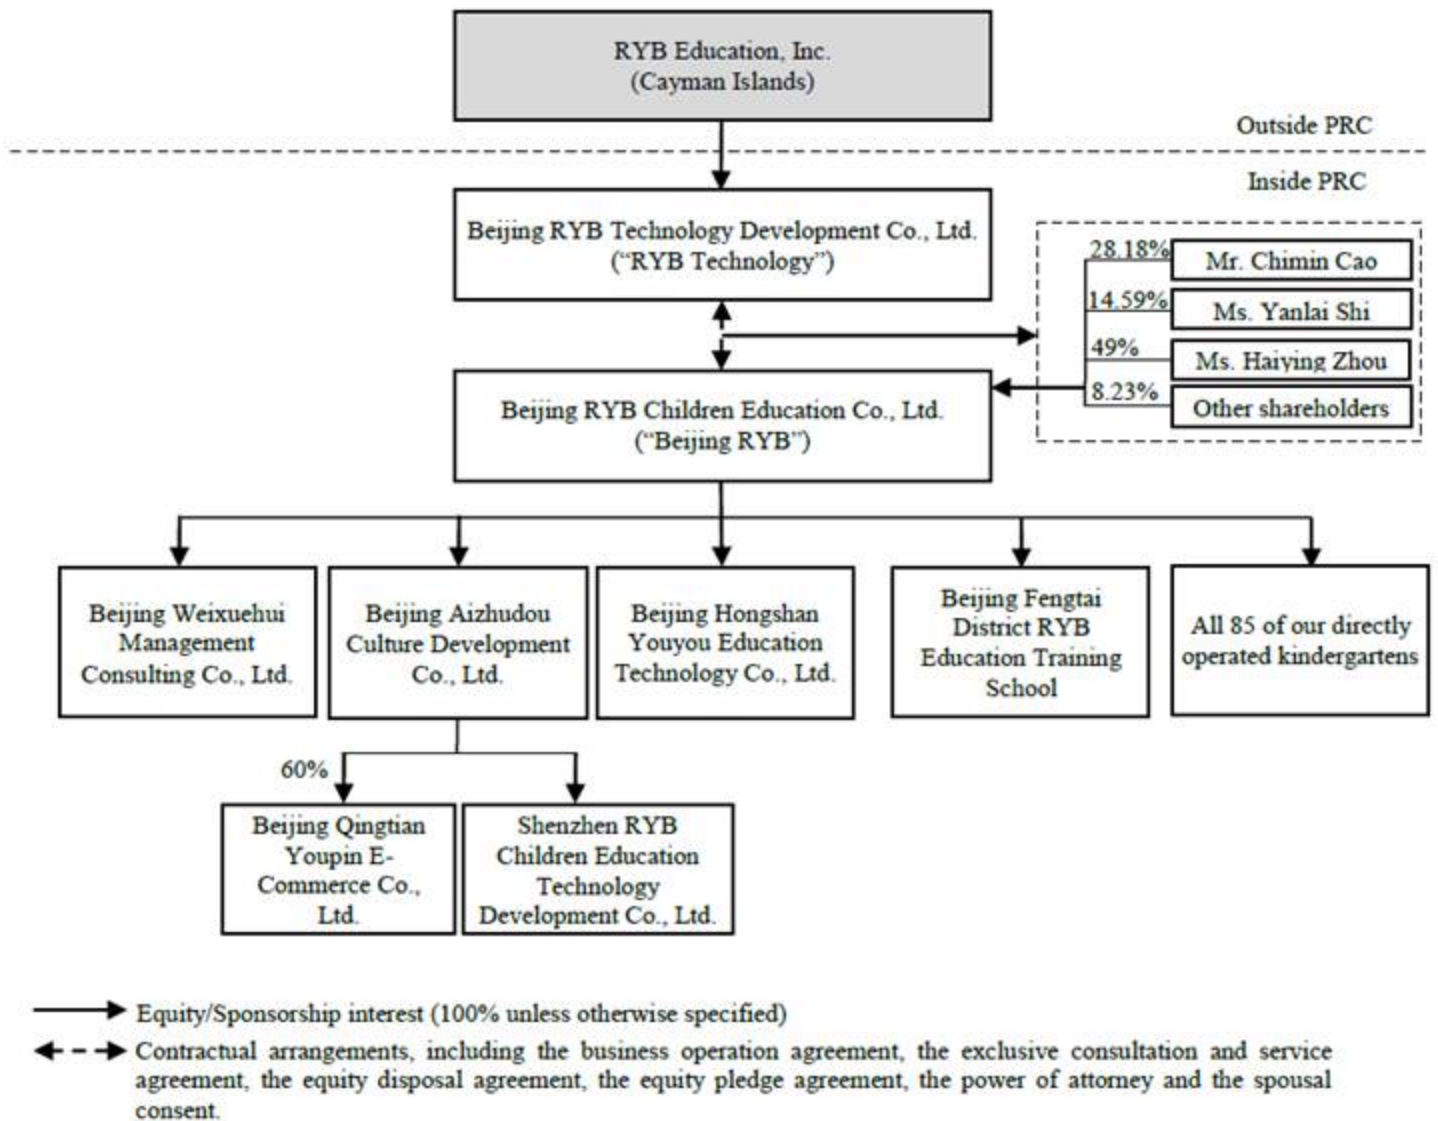 RYB Education, Inc.
(Cayman Islands)
Outside PRC
Inside PRC
Beijing RYB Technology Development Co., Ltd.
(“RYB Technology”)
28.18%
Mr. Chimin Cao
14.59%
Ms. Yanlai Shi
49%
Ms. Haiying Zhou
8.23%
Other shareholders
Beijing RYB Children Education Co., Ltd.
(“Beijing RYB”)
Beijing Weixuehui
Management
Consulting Co., Ltd.
Beijing Aizhudou
Culture Development
Co., Ltd.
Beijing Hongshan
Youyou Education
Technology Co., Ltd.
Beijing Fengtai
District RYB
Education Training
School
All 85 of our directly
operated kindergartens
60%
Beijing Qingtian
Youpin E-
Commerce Co.,
Ltd.
Shenzhen RYB
Children Education
Technology
Development Co., Ltd.
Equity/Sponsorship interest (100% unless otherwise specified)
Contractual arrangements, including the business operation agreement, the exclusive consultation and service
agreement, the equity disposal agreement, the equity pledge agreement, the power of attorney and the spousal
consent.